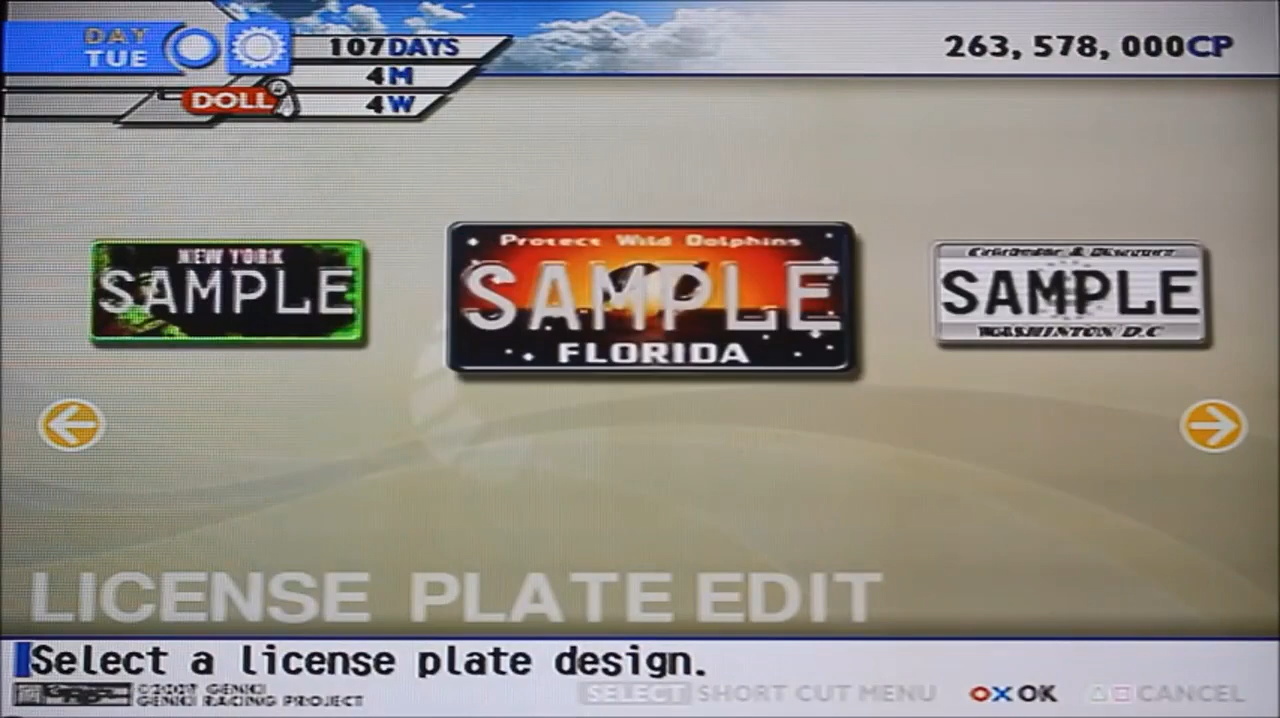 DAY
TUE
107DAYS
4M
DOLL
4W
263, 578, 000CP
NEW YORK
SAMPLE
Protect Wild Dolphins
SAMPLE
FLORIDA
SAMPLE
WASHINTON D.C
LICENSE PLATE EDIT
Select a license plate design.
©2007 GENKI
GENKI RACING PROJECT
SELECT SHORT CUT MENU
OK
CANCEL